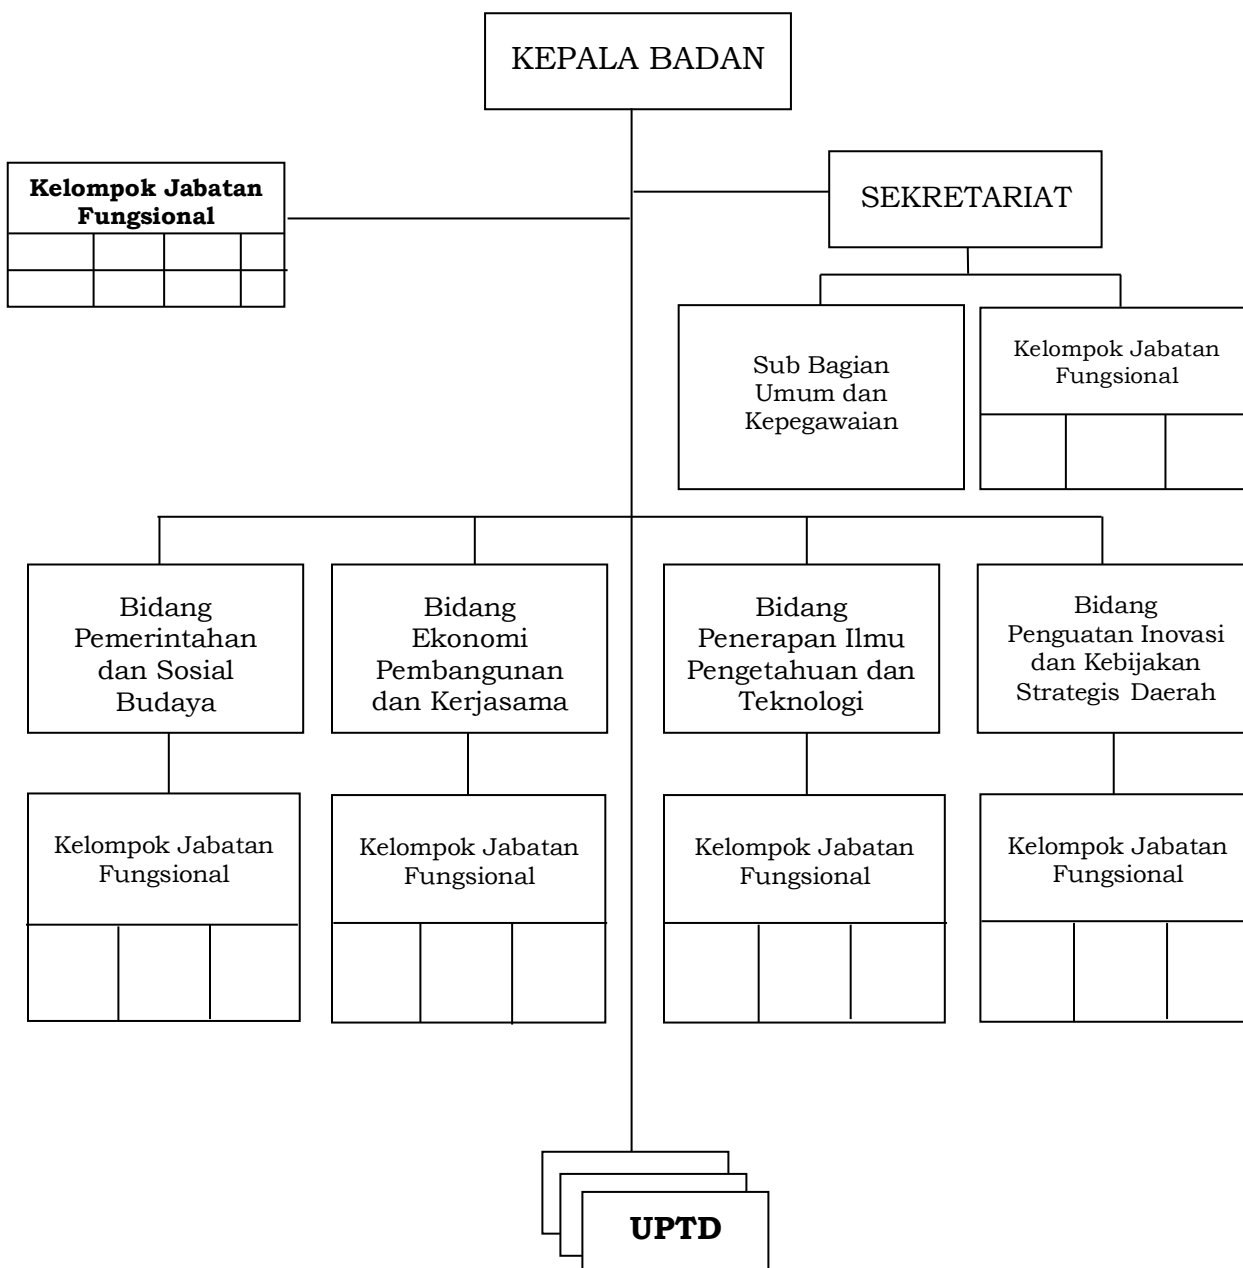 KEPALA BADAN
Kelompok Jabatan
Fungsional
SEKRETARIAT
Sub Bagian
Umum dan
Kepegawaian
Kelompok Jabatan
Fungsional
Bidang
Pemerintahan
dan Sosial
Budaya
Bidang
Ekonomi
Pembangunan
dan Kerjasama
Bidang
Penerapan Ilmu
Pengetahuan dan
Teknologi
Bidang
Penguatan Inovasi
dan Kebijakan
Strategis Daerah
Kelompok Jabatan
Fungsional
Kelompok Jabatan
Fungsional
Kelompok Jabatan
Fungsional
Kelompok Jabatan
Fungsional
UPTD